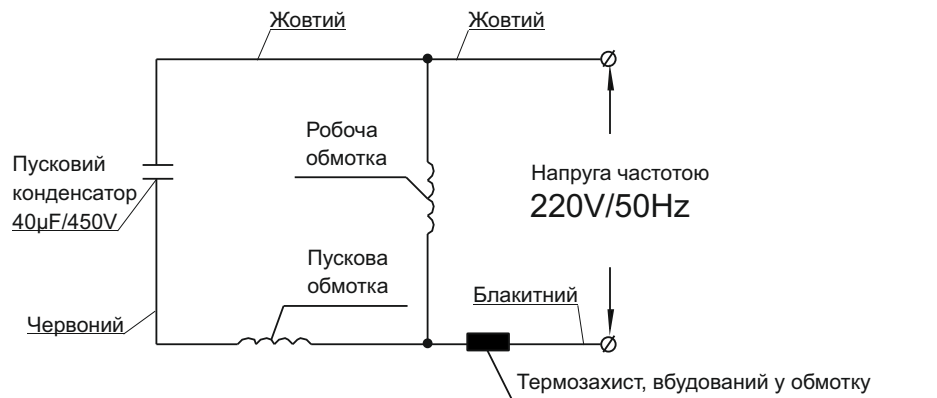 Жовтий
Жовтий
Робоча
обмотка
Пусковий
конденсатор
40µF/450V
Напруга частотою
220V/50Hz
Пускова
обмотка
Блакитний
Червоний
Термозахист, вбудований у обмотку